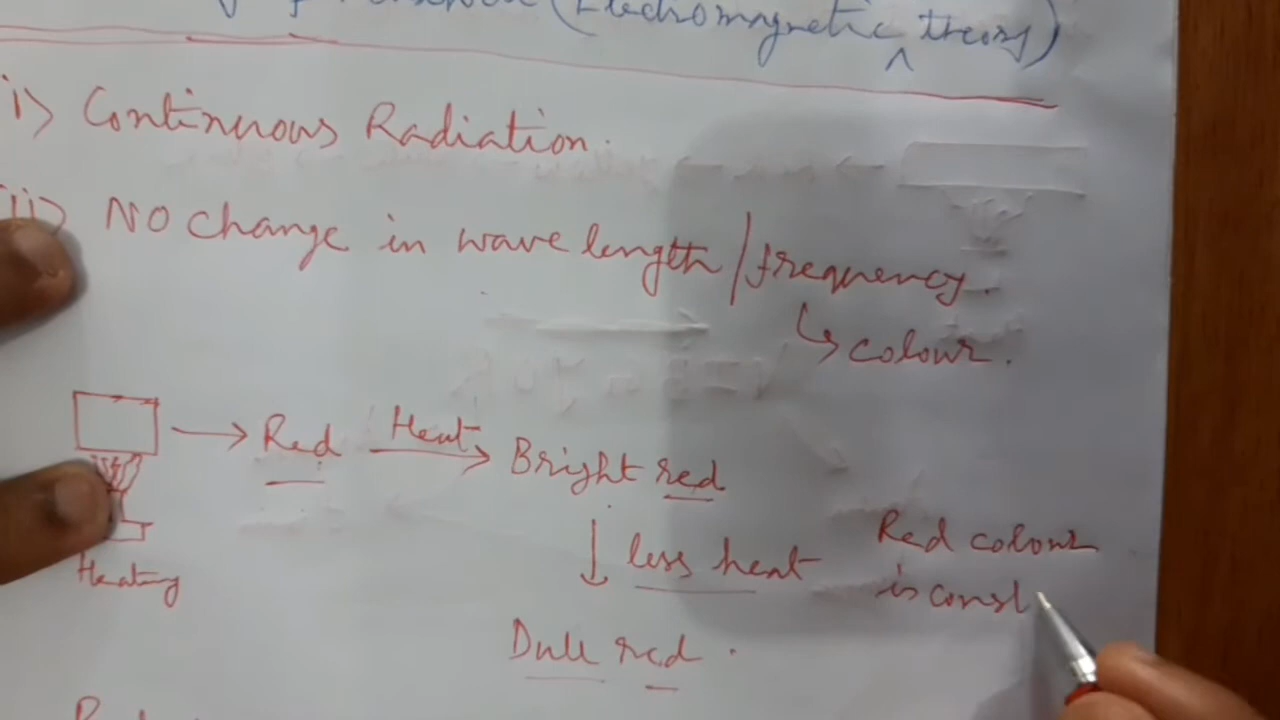 (Electromagnetic theory)
i) Continuous Radiation.
ii) No change in wavelength/frequency.
↳ colour.
→ Red Heat → Bright red
Heating
↓ less heat
Dull red.
Red colour
is const